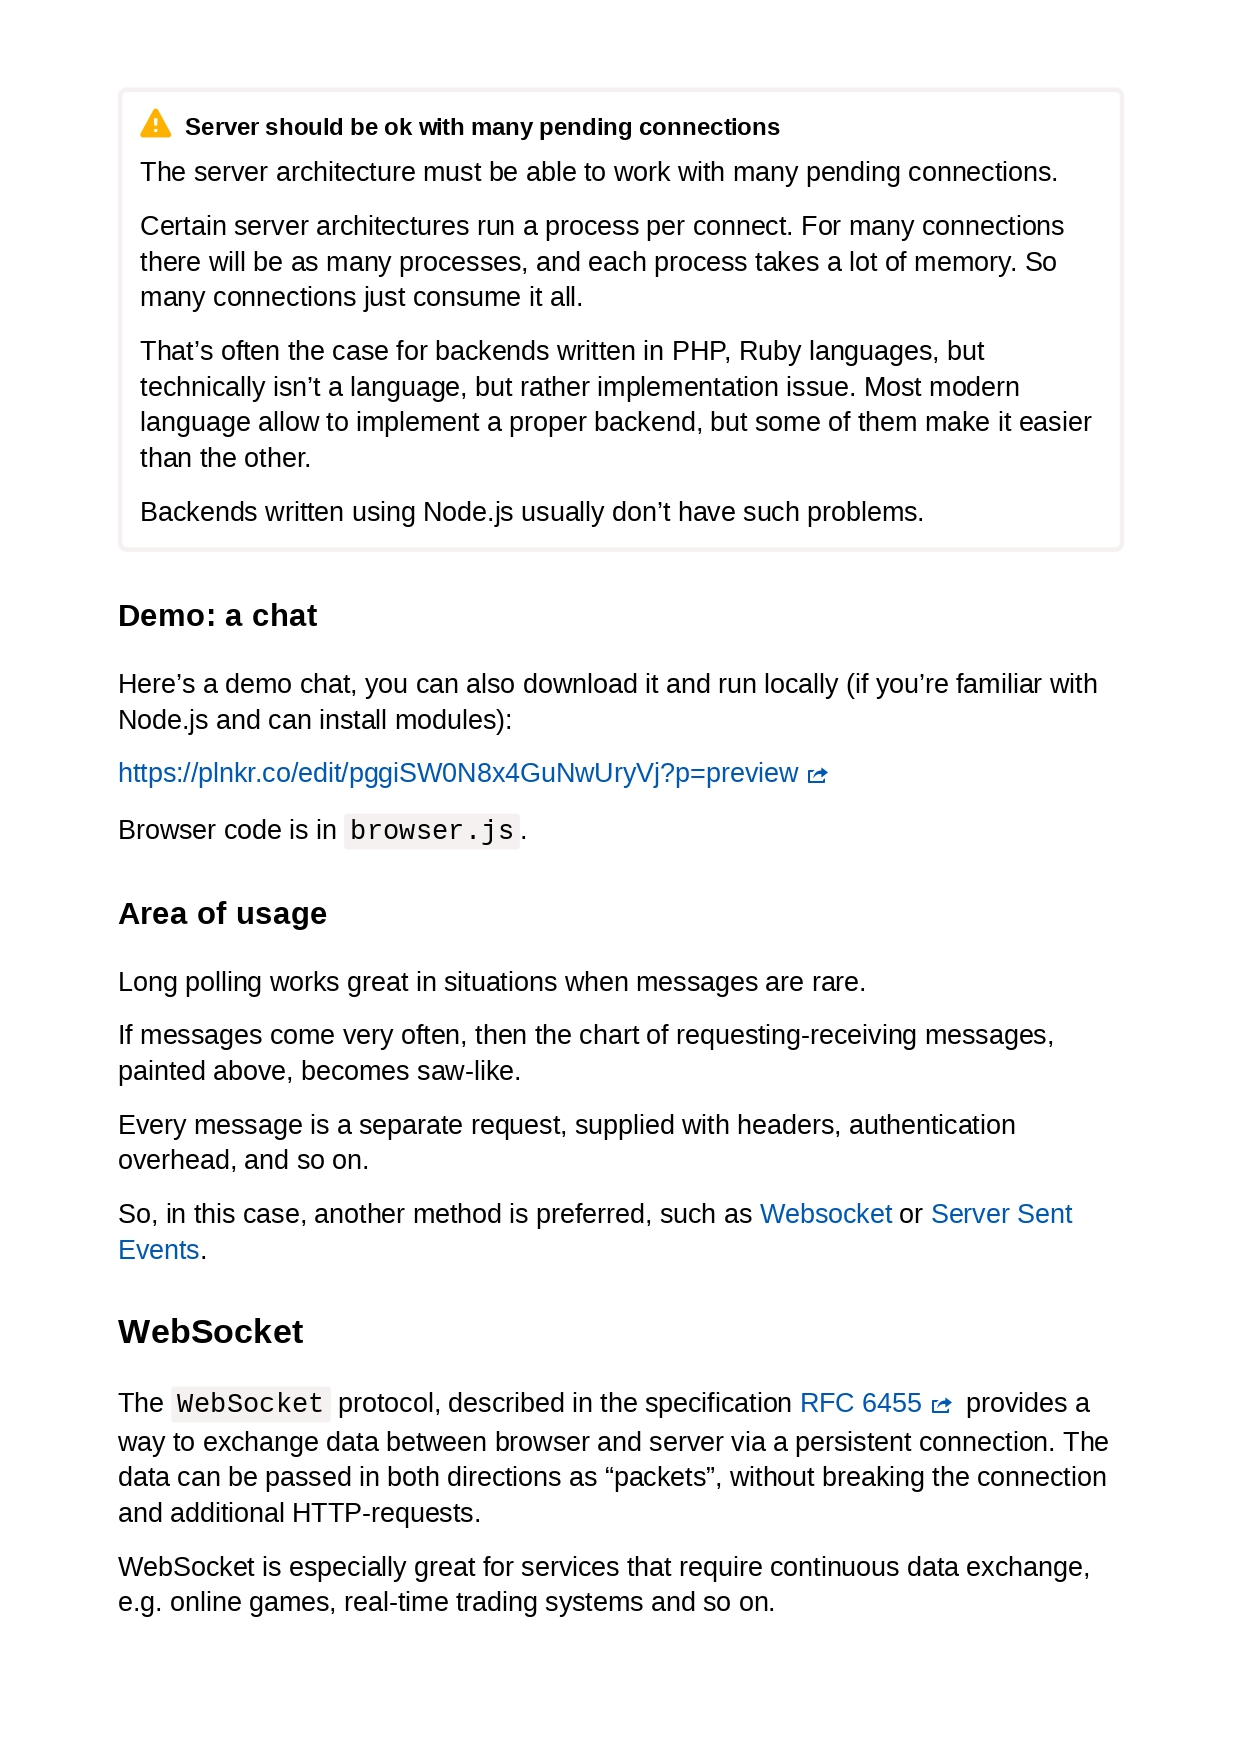 Server should be ok with many pending connections
The server architecture must be able to work with many pending connections.
Certain server architectures run a process per connect. For many connections
there will be as many processes, and each process takes a lot of memory. So
many connections just consume it all.
That’s often the case for backends written in PHP, Ruby languages, but
technically isn’t a language, but rather implementation issue. Most modern
language allow to implement a proper backend, but some of them make it easier
than the other.
Backends written using Node.js usually don’t have such problems.
Demo: a chat
Here’s a demo chat, you can also download it and run locally (if you’re familiar with
Node.js and can install modules):
https://plnkr.co/edit/pggiSW0N8x4GuNwUryVj?p=preview
Browser code is in browser.js.
Area of usage
Long polling works great in situations when messages are rare.
If messages come very often, then the chart of requesting-receiving messages,
painted above, becomes saw-like.
Every message is a separate request, supplied with headers, authentication
overhead, and so on.
So, in this case, another method is preferred, such as Websocket or Server Sent
Events.
WebSocket
The WebSocket protocol, described in the specification RFC 6455 provides a
way to exchange data between browser and server via a persistent connection. The
data can be passed in both directions as “packets”, without breaking the connection
and additional HTTP-requests.
WebSocket is especially great for services that require continuous data exchange,
e.g. online games, real-time trading systems and so on.